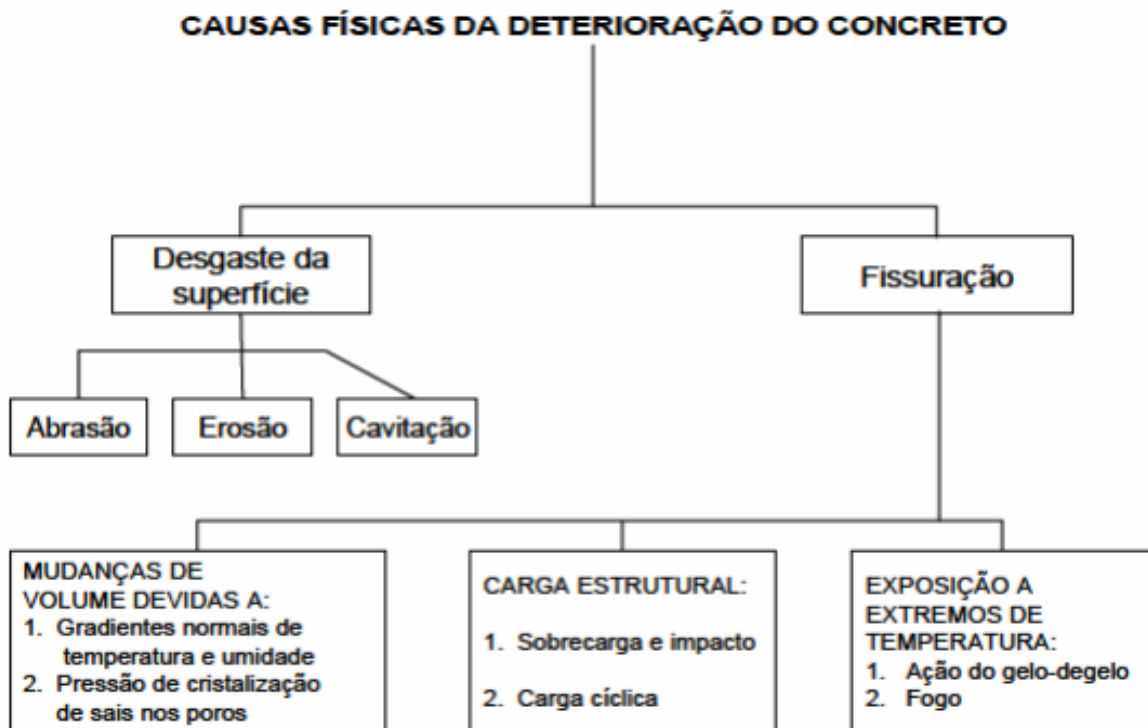 CAUSAS FÍSICAS DA DETERIORAÇÃO DO CONCRETO
Desgaste da
superfície
Fissuração
Abrasão
Erosão
Cavitação
MUDANÇAS DE
VOLUME DEVIDAS A:
1. Gradientes normais de
temperatura e umidade
2. Pressão de cristalização
de sais nos poros
CARGA ESTRUTURAL:
1. Sobrecarga e impacto
2. Carga cíclica
EXPOSIÇÃO A
EXTREMOS DE
TEMPERATURA:
1. Ação do gelo-degelo
2. Fogo